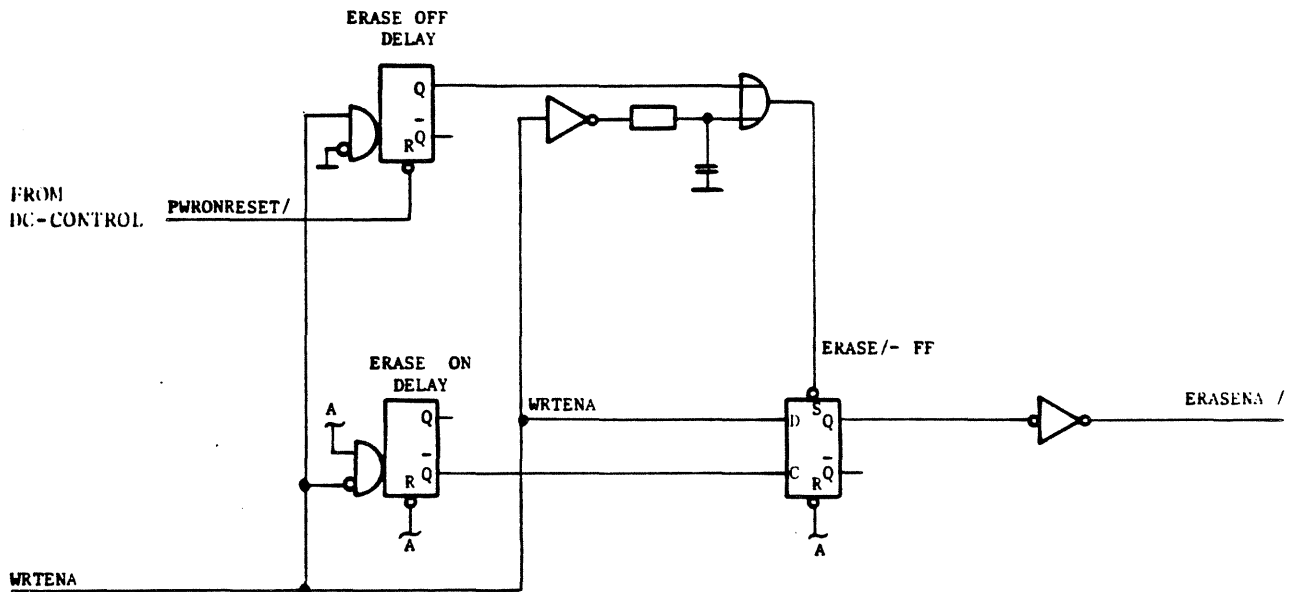 ERASE OFF
DELAY
Q
Q
R
FROM
DC-CONTROL
PWRONRESET/
ERASE/- FF
ERASE ON
DELAY
A
Q
Q
R
A
WRTENA
D
S
Q
C
Q
R
A
ERASENA /
WRTENA